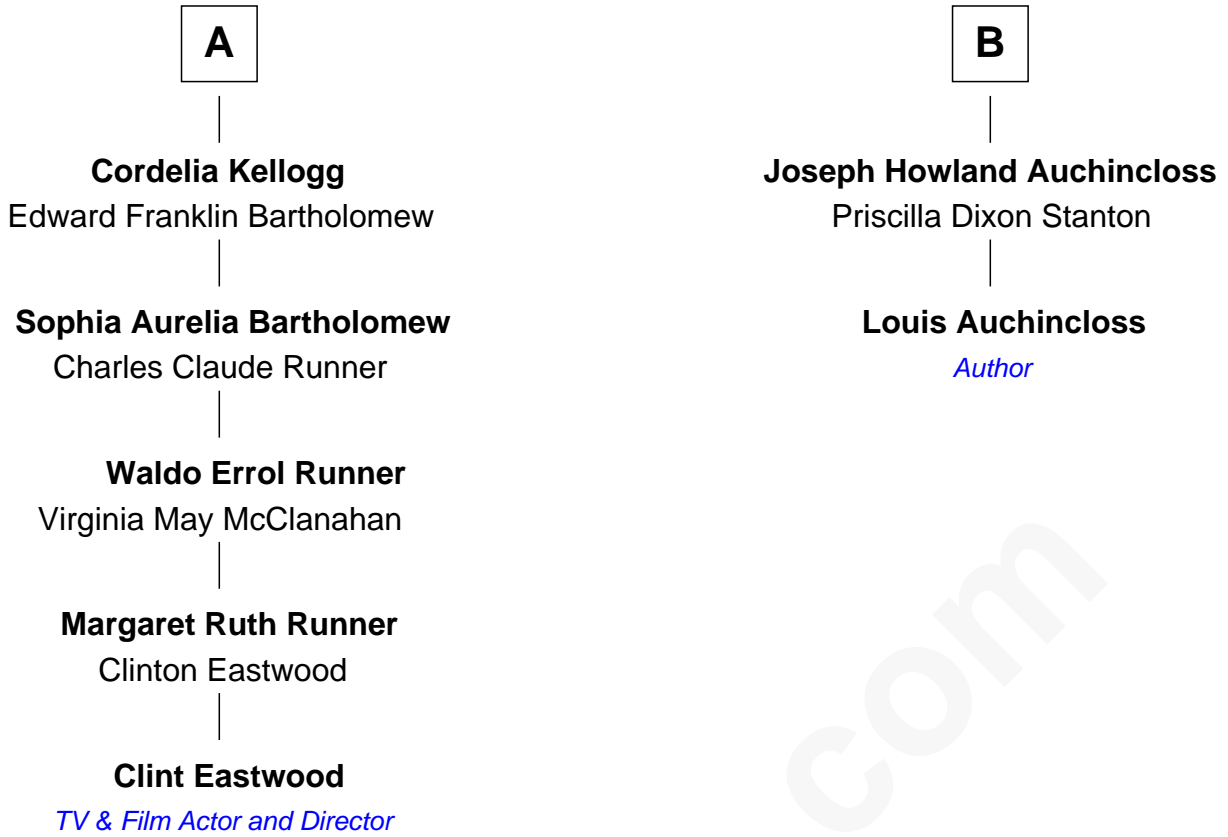 A
Cordelia Kellogg
Edward Franklin Bartholomew
Sophia Aurelia Bartholomew
Charles Claude Runner
Waldo Errol Runner
Virginia May McClanahan
Margaret Ruth Runner
Clinton Eastwood
Clint Eastwood
TV & Film Actor and Director
B
Joseph Howland Auchincloss
Priscilla Dixon Stanton
Louis Auchincloss
Author
com